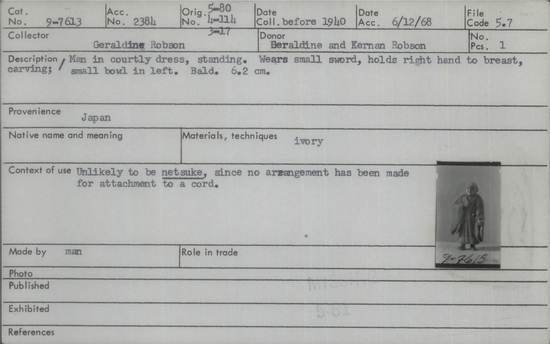 Cat. No. 9-7613
Acc. No. 2384
Orig. No. 5-80 4-114 3-17
Date Coll. before 1940
Date Acc. 6/12/68
File Code 5.7
Collector Geraldine Robson
Donor Geraldine and Kernan Robson
No. Pcs. 1
Description / Man in courtly dress, standing. Wears small sword, holds right hand to breast,
carving; small bowl in left. Bald. 6.2 cm.
Provenience Japan
Native name and meaning
Materials, techniques ivory
Context of use Unlikely to be netsuke, since no arrangement has been made
for attachment to a cord.
9-7613
Made by man
Role in trade
Photo
Published
Exhibited
References